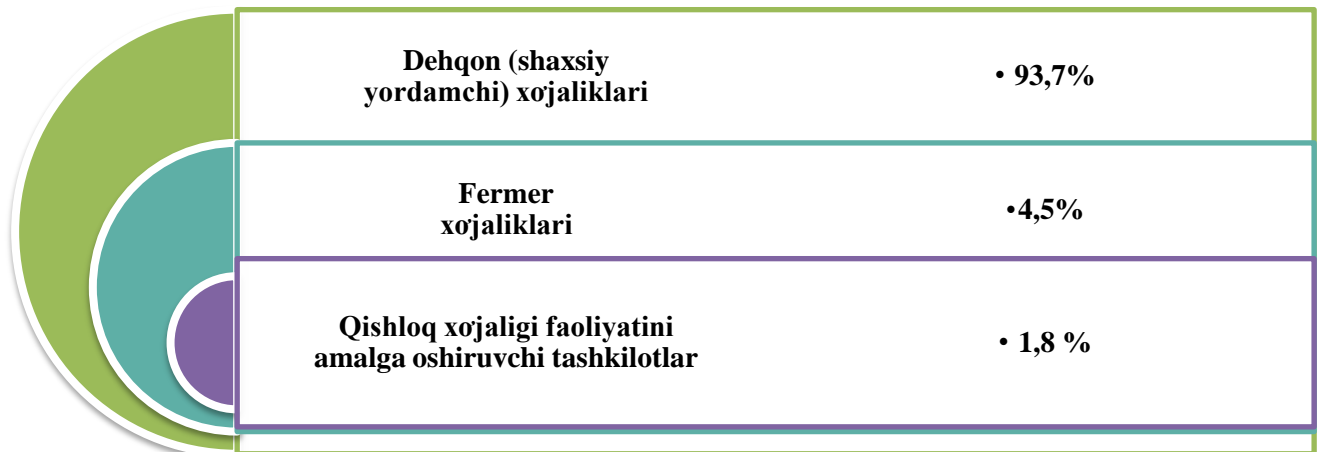 Dehqon (shaxsiy
yordamchi) xo'jaliklari
• 93,7%
Fermer
xo'jaliklari
•4,5%
Qishloq xo'jaligi faoliyatini
amalga oshiruvchi tashkilotlar
• 1,8 %